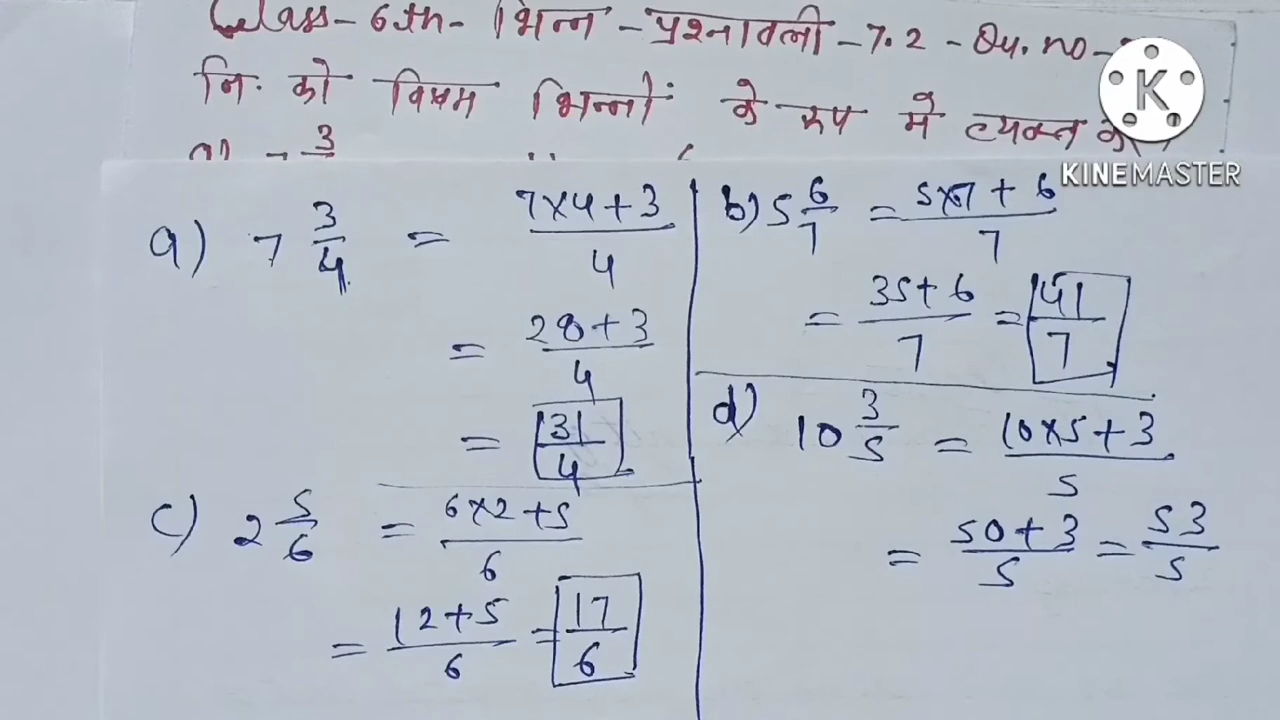 Class-6th- भिन्न -प्रश्नावली-7.2 -Qu.no-
नि. को विषम भिन्नों के रूप में व्यक्त
K
KINEMASTER
a) 7 3/4 = 7×4+3/4
= 28+3/4
= 31/4
b) 5 6/7 = 5×7+6/7
= 35+6/7 = 41/7
c) 2 5/6 = 6×2+5/6
= 12+5/6 = 17/6
d) 10 3/5 = 10×5+3/5
= 50+3/5 = 53/5